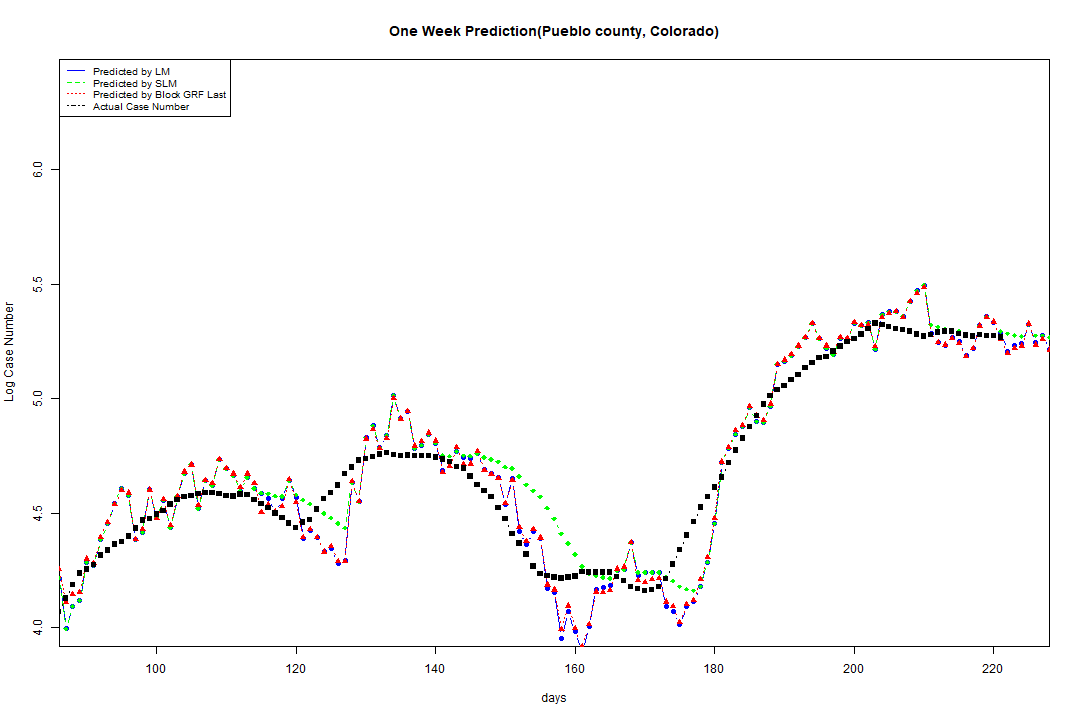 One Week Prediction(Pueblo county, Colorado)
Predicted by LM
Predicted by SLM
Predicted by Block GRF Last
Actual Case Number
6.0
5.5
5.0
4.5
4.0
Log Case Number
100 120 140 160 180 200 220
days